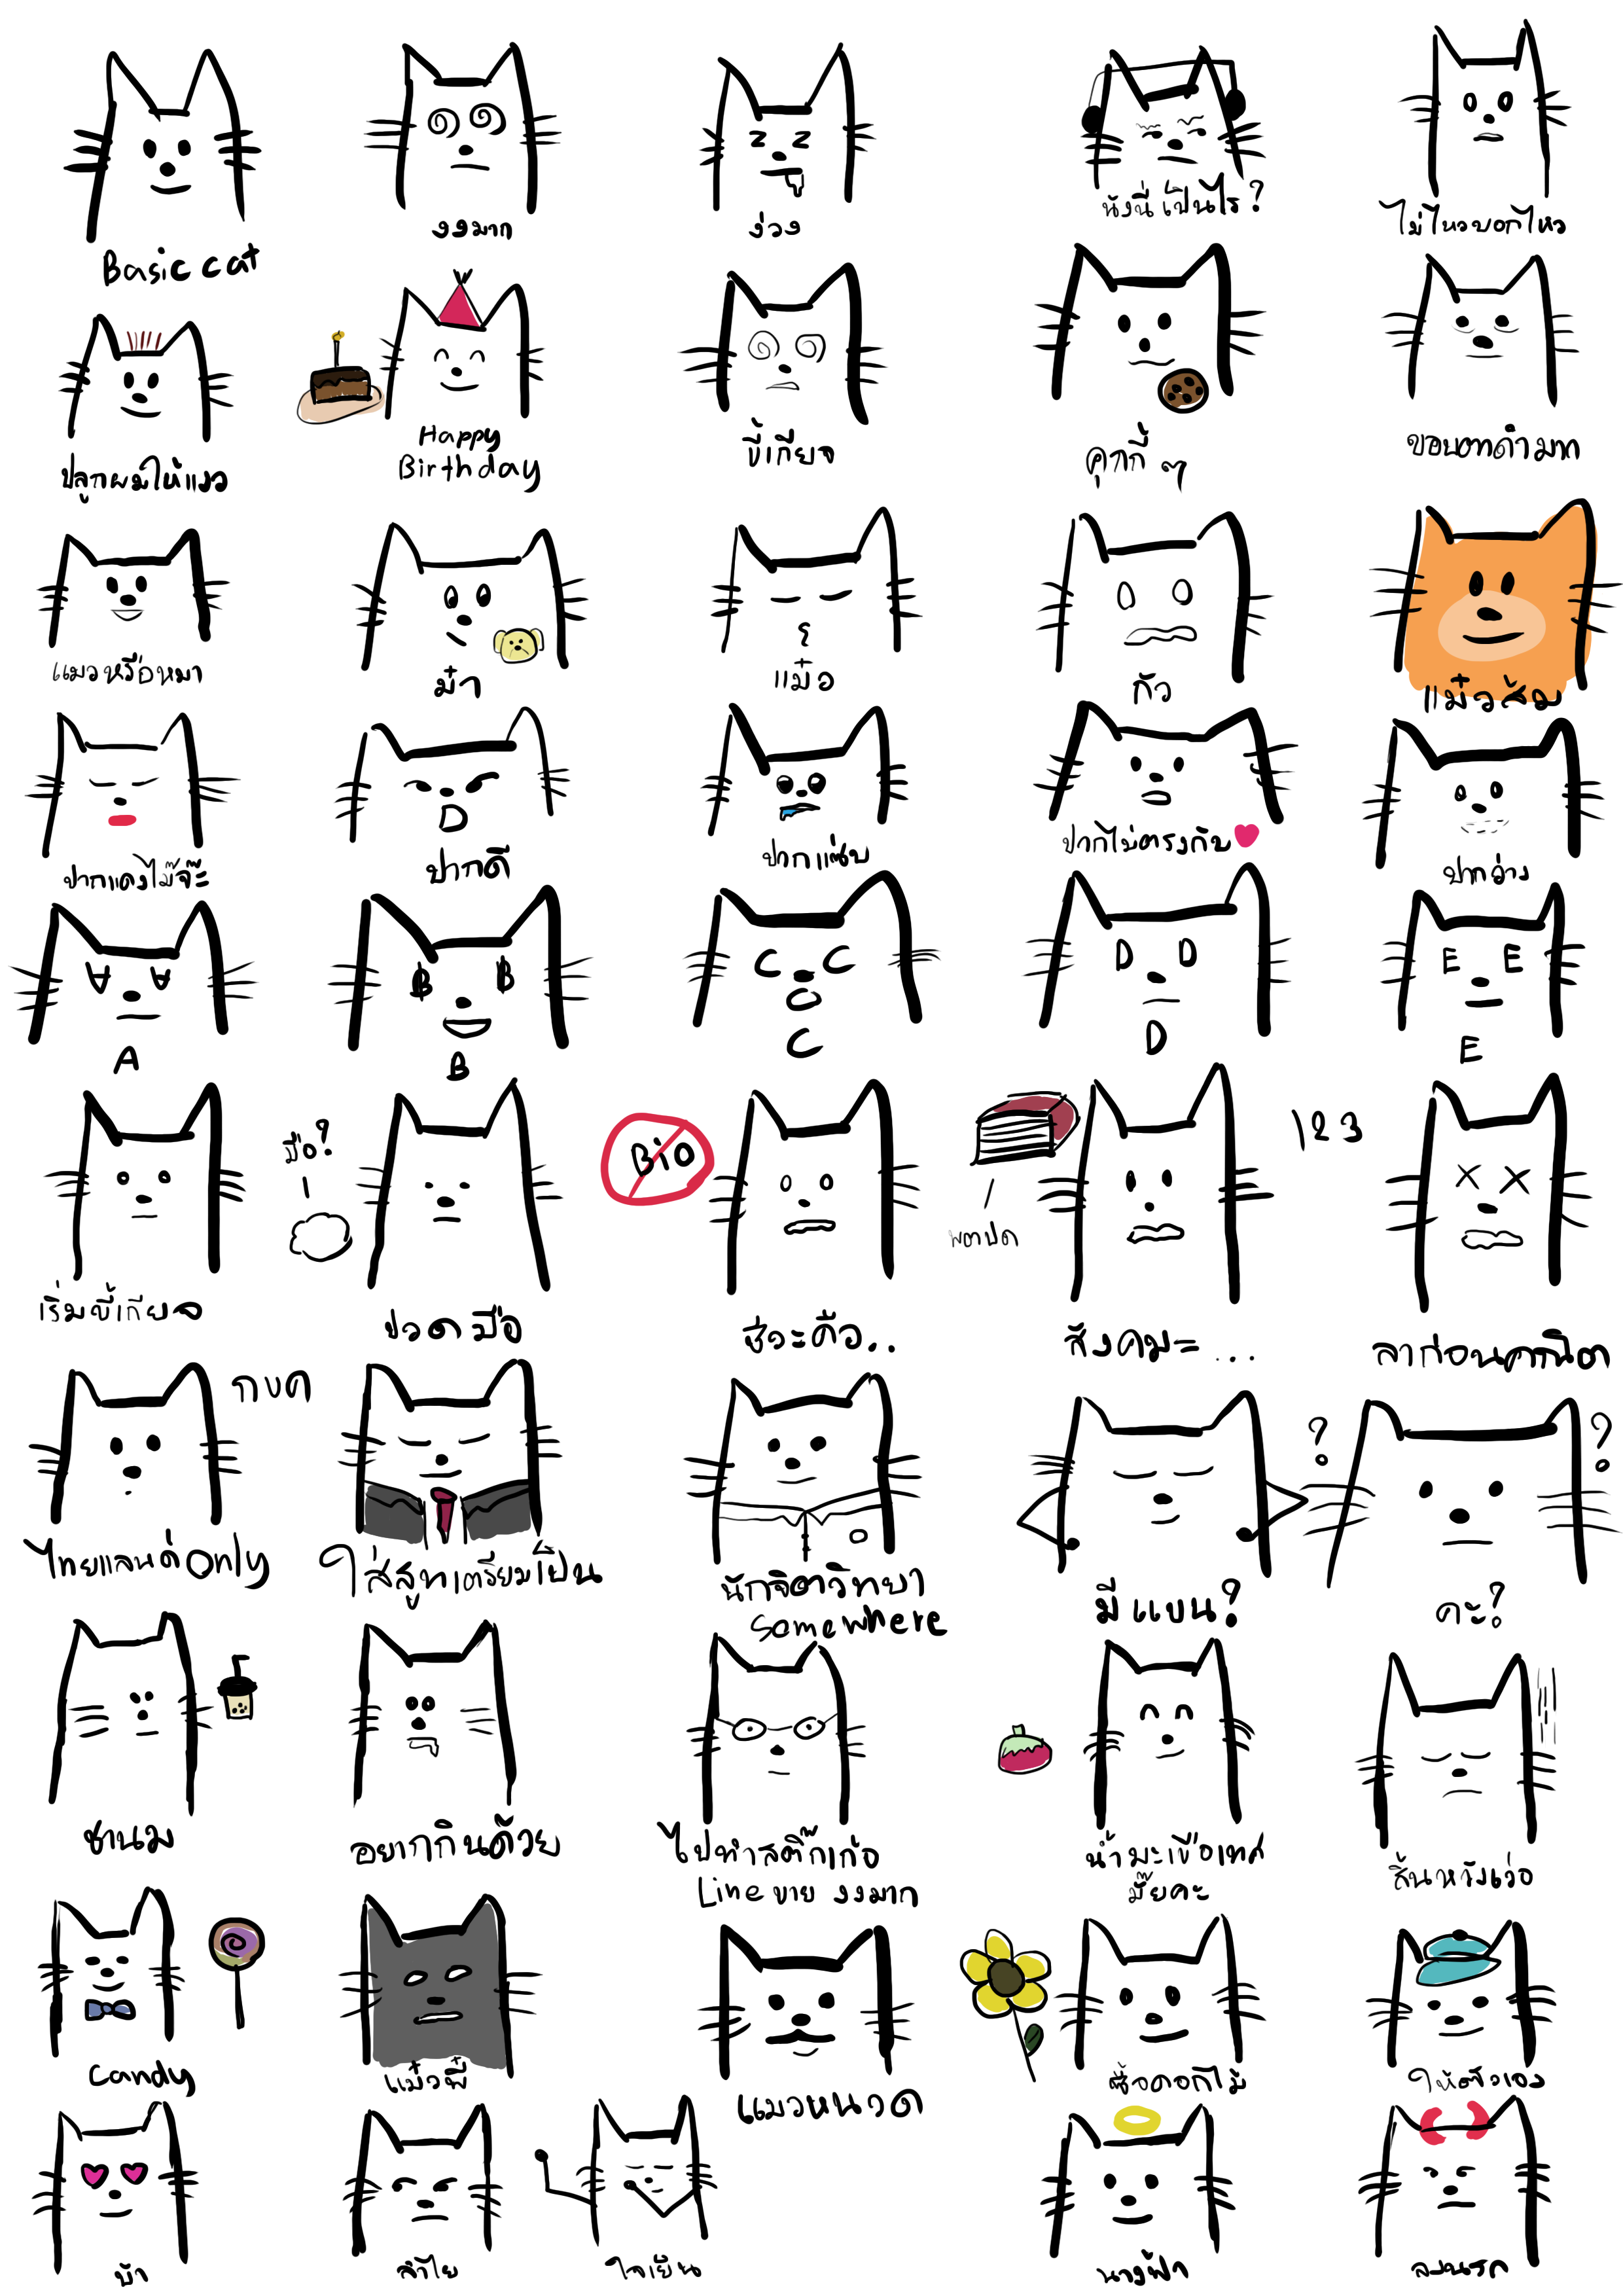 Basic cat
งงมาก
Z Z
ง่วง
นังนี่ เป็นไร?
ไม่ไหวบอกไหว
ปลูกผมให้แมว
Happy
Birthday
ขี้เกียจ
คุกกี้ ๆ
ขอบตาดำมาก
แมวหรือหมา
ม๋า
แม๋อ
กัว
แม๋วส้ม
ปากแดงไม๊จ๊ะ
D
ปากดี
ปากแซ่บ
ปากไม่ตรงกับ
ปากว่าง
A A
A
B B
B
C C
C
D D
D
E E
E
เริ่มขี้เกียจ
มือ?
ปวดมือ
Bio
ชีวะคือ..
พาปด
สังคม= ...
123
ลาก่อนคณิต
กขค
ไทยแลนด์ Only
ใส่สูทเตรียมเป็น
นักจิตวิทยา
Somewhere
มีแขน?
? ?
คะ?
ชานม
อยากกินด้วย
ไปทำสติ๊กเก่อ
Line ขาย งงมาก
น้ำมะเขือเทศ
มั๊ยคะ
สิ้นหวังเว่อ
Candy
แม๋วผี
แมวหนวด
ซื้อดอกไม้
ให้ตัวเอง
บ้า
ลำไย
ใจเย็น
นางฟ้า
ลงนรก